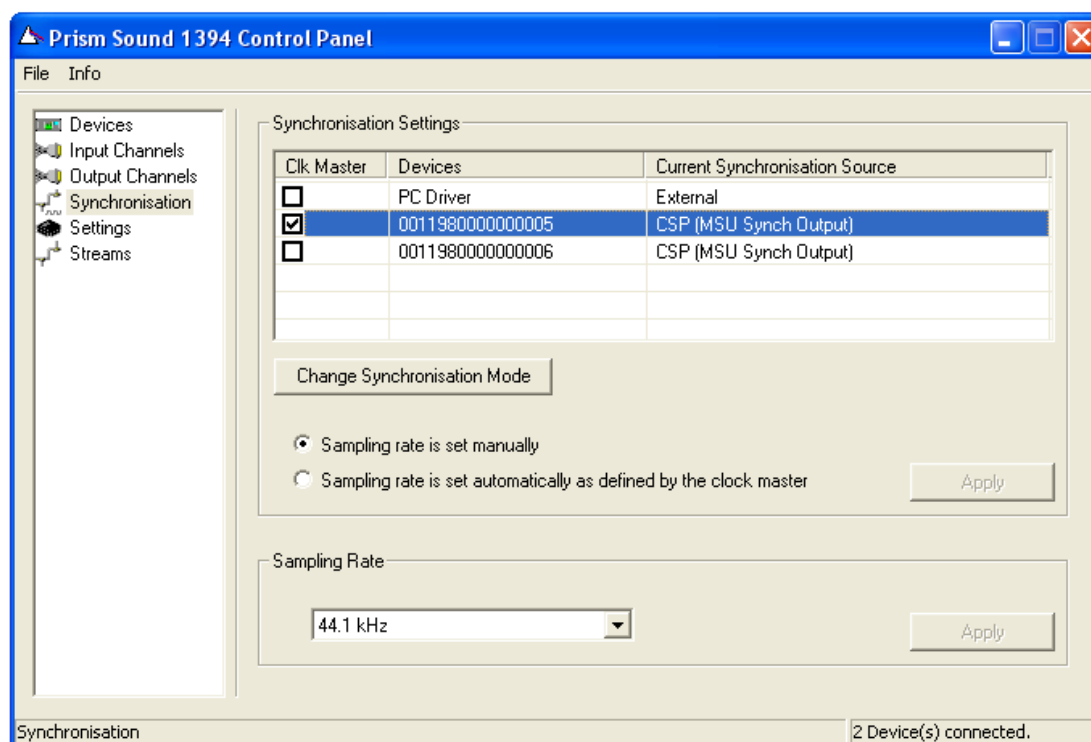 Prism Sound 1394 Control Panel
File Info
Devices
Input Channels
Output Channels
Synchronisation
Settings
Streams
Synchronisation Settings
Clk Master Devices Current Synchronisation Source
PC Driver External
0011980000000005 CSP (MSU Synch Output)
0011980000000006 CSP (MSU Synch Output)
Change Synchronisation Mode
Sampling rate is set manually
Sampling rate is set automatically as defined by the clock master
Apply
Sampling Rate
44.1 kHz
Apply
Synchronisation
2 Device(s) connected.